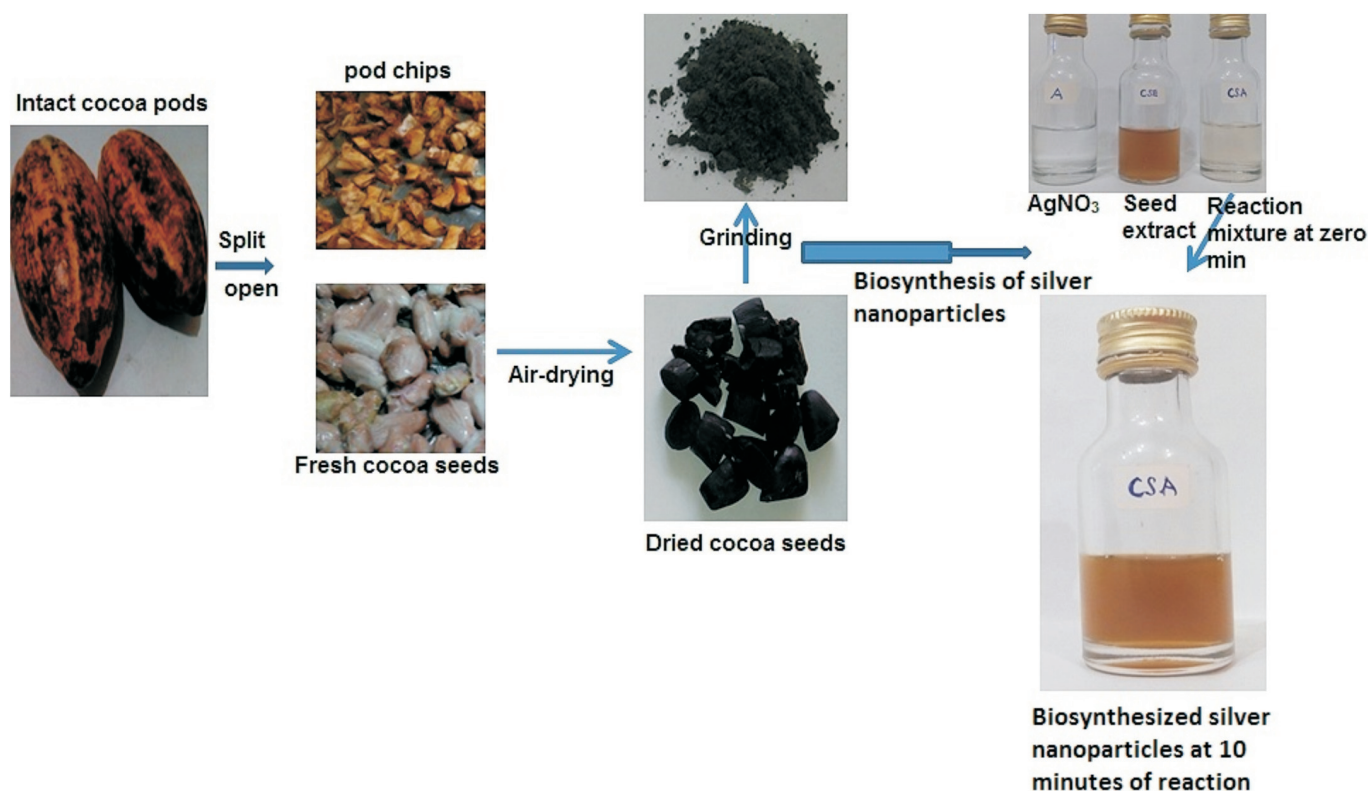 Intact cocoa pods
Split
open
pod chips
Fresh cocoa seeds
Air-drying
Grinding
Dried cocoa seeds
Biosynthesis of silver
nanoparticles
A
CSE
CSA
AgNO₃
Seed
extract
Reaction
mixture at zero
min
CSA
Biosynthesized silver
nanoparticles at 10
minutes of reaction